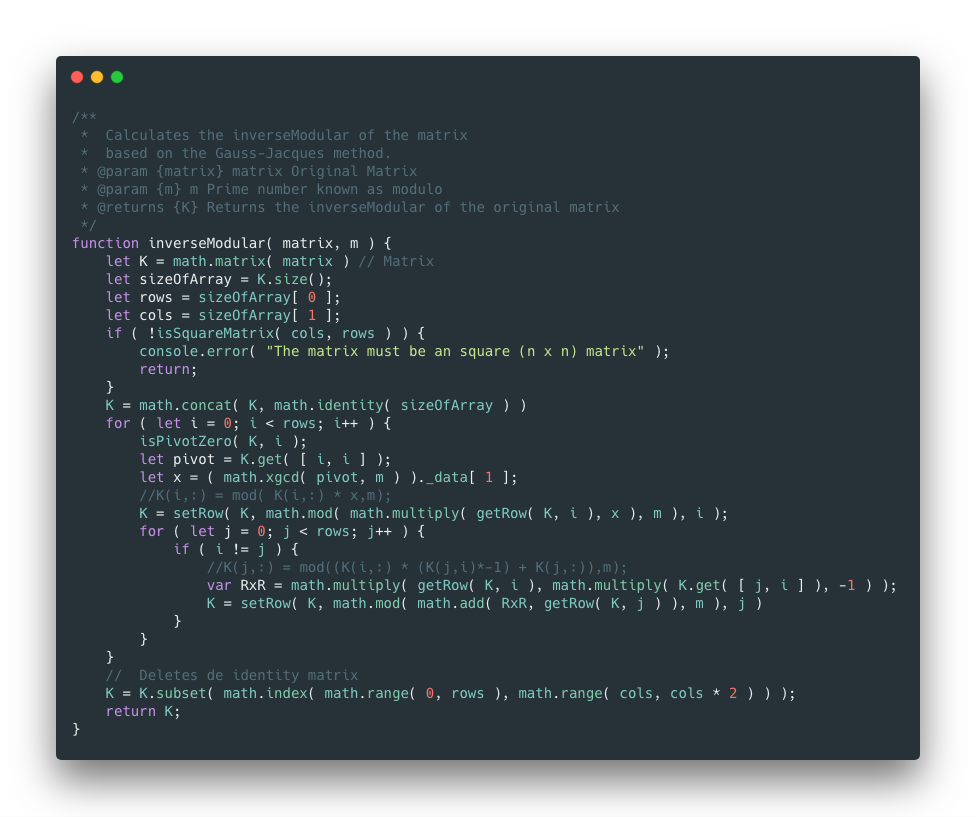 /**
 *  Calculates the inverseModular of the matrix
 *  based on the Gauss-Jacques method.
 * @param {matrix} matrix Original Matrix
 * @param {m} m Prime number known as modulo
 * @returns {K} Returns the inverseModular of the original matrix
 */
function inverseModular( matrix, m ) {
    let K = math.matrix( matrix ) // Matrix
    let sizeOfArray = K.size();
    let rows = sizeOfArray[ 0 ];
    let cols = sizeOfArray[ 1 ];
    if ( !isSquareMatrix( cols, rows ) ) {
        console.error( "The matrix must be an square (n x n) matrix" );
        return;
    }
    K = math.concat( K, math.identity( sizeOfArray ) )
    for ( let i = 0; i < rows; i++ ) {
        isPivotZero( K, i );
        let pivot = K.get( [ i, i ] );
        let x = ( math.xgcd( pivot, m ) )._data[ 1 ];
        //K(i,:) = mod( K(i,:) * x,m);
        K = setRow( K, math.mod( math.multiply( getRow( K, i ), x ), m ), i );
        for ( let j = 0; j < rows; j++ ) {
            if ( i != j ) {
                //K(j,:) = mod((K(i,:) * (K(j,i)*-1) + K(j,:)),m);
                var RxR = math.multiply( getRow( K, i ), math.multiply( K.get( [ j, i ] ), -1 ) );
                K = setRow( K, math.mod( math.add( RxR, getRow( K, j ) ), m ), j )
            }
        }
    }
    //  Deletes de identity matrix
    K = K.subset( math.index( math.range( 0, rows ), math.range( cols, cols * 2 ) ) );
    return K;
}